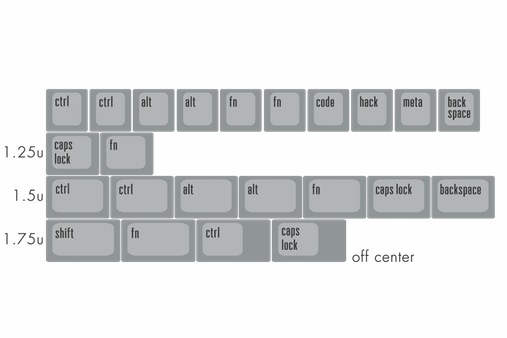 ctrl ctrl alt alt fn fn code hack meta back space
1.25u caps lock fn
1.5u ctrl ctrl alt alt fn caps lock backspace
1.75u shift fn ctrl caps lock off center